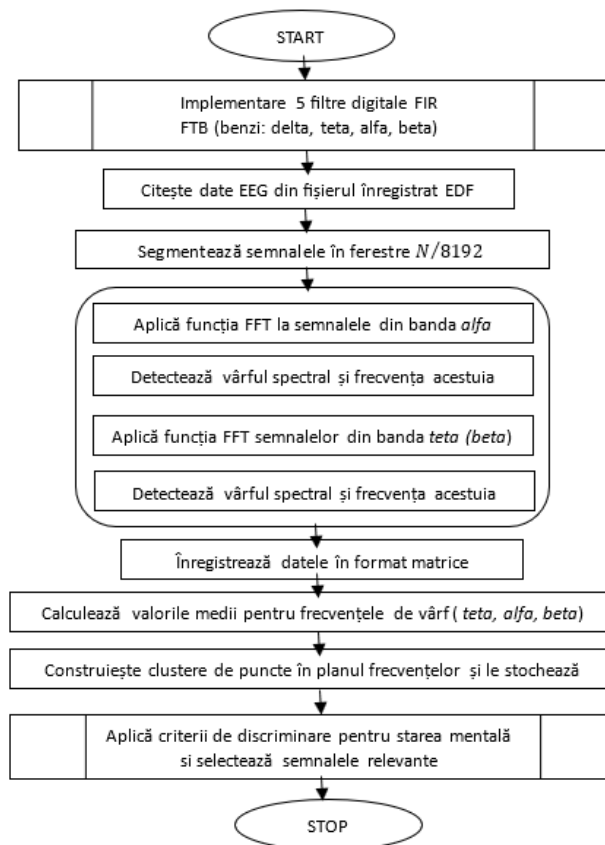 START
Implementare 5 filtre digitale FIR
FTB (benzi: delta, teta, alfa, beta)
Citește date EEG din fișierul înregistrat EDF
Segmentează semnalele în ferestre N/8192
Aplică funcția FFT la semnalele din banda alfa
Detectează vârful spectral și frecvența acestuia
Aplică funcția FFT semnalelor din banda teta (beta)
Detectează vârful spectral și frecvența acestuia
Înregistrează datele în format matrice
Calculează valorile medii pentru frecvențele de vârf ( teta, alfa, beta)
Construiește clustere de puncte în planul frecvențelor și le stochează
Aplică criterii de discriminare pentru starea mentală
si selectează semnalele relevante
STOP